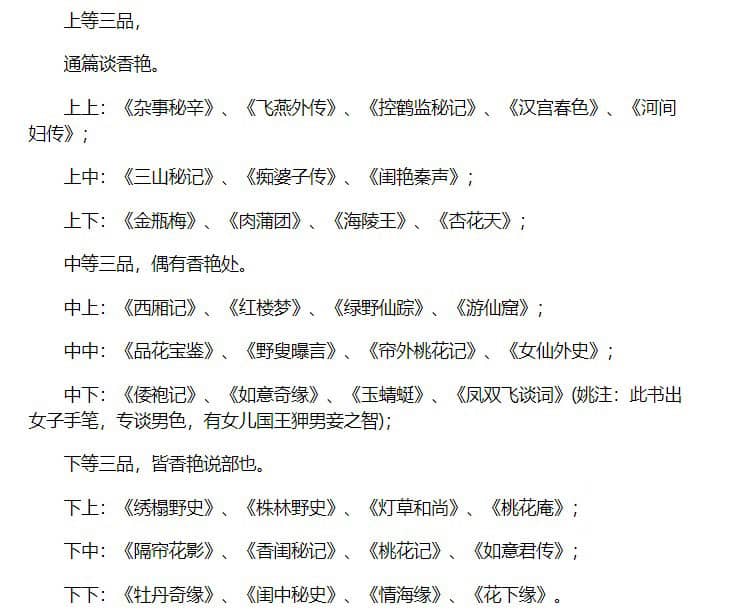 上等三品，
通篇谈香艳。
上上：《杂事秘辛》、《飞燕外传》、《控鹤监秘记》、《汉宫春色》、《河间
妇传》；
上中：《三山秘记》、《痴婆子传》、《闺艳秦声》；
上下：《金瓶梅》、《肉蒲团》、《海陵王》、《杏花天》；
中等三品，偶有香艳处。
中上：《西厢记》、《红楼梦》、《绿野仙踪》、《游仙窟》；
中中：《品花宝鉴》、《野叟曝言》、《帘外桃花记》、《女仙外史》；
中下：《倭袍记》、《如意奇缘》、《玉蜻蜓》、《凤双飞谈词》(姚注：此书出
女子手笔，专谈男色，有女儿国王狎男妾之智)；
下等三品，皆香艳说部也。
下上：《绣榻野史》、《株林野史》、《灯草和尚》、《桃花庵》；
下中：《隔帘花影》、《香闺秘记》、《桃花记》、《如意君传》；
下下：《牡丹奇缘》、《闺中秘史》、《情海缘》、《花下缘》。